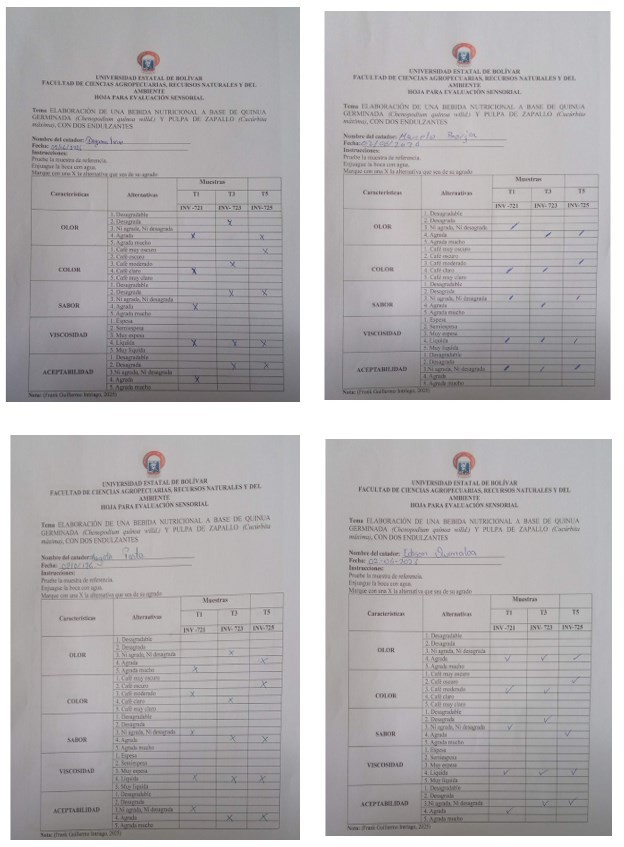 UNIVERSIDAD ESTATAL DE BOLÍVAR
FACULTAD DE CIENCIAS AGROPECUARIAS, RECURSOS NATURALES Y DEL
AMBIENTE
HOJA PARA EVALUACIÓN SENSORIAL
Tema ELABORACIÓN DE UNA BEBIDA NUTRICIONAL A BASE DE QUINUA
GERMINADA (Chenopodium quinoa willd.) Y PULPA DE ZAPALLO (Cucúrbita
máxima), CON DOS ENDULZANTES
Nombre del catador:
Fecha:
Instrucciones:
Pruebe la muestra de referencia.
Enjuague la boca con agua.
Marque con una X la alternativa que sea de su agrado
Características Alternativas Muestras
T1 T3 T5
INV -721 INV- 723 INV-725
OLOR
1. Desagradable
2. Desagrada X
3. Ni agrada, Ni desagrada
4. Agrada X X
5. Agrada mucho
COLOR
1. Café muy oscuro X
2. Café oscuro
3. Café moderado X
4. Café claro X
5. Café muy claro
SABOR
1. Desagradable
2. Desagrada X X
3. Ni agrada, Ni desagrada
4. Agrada X
5. Agrada mucho
VISCOSIDAD
1. Espesa
2. Semiespesa
3. Muy espesa
4. Líquida X X X
5. Muy líquida
ACEPTABILIDAD
1. Desagradable
2. Desagrada X X
3.Ni agrada, Ni desagrada
4. Agrada X
5. Agrada mucho
Nota: (Frank Guillermo Intriago, 2025)
UNIVERSIDAD ESTATAL DE BOLÍVAR
FACULTAD DE CIENCIAS AGROPECUARIAS, RECURSOS NATURALES Y DEL
AMBIENTE
HOJA PARA EVALUACIÓN SENSORIAL
Tema ELABORACIÓN DE UNA BEBIDA NUTRICIONAL A BASE DE QUINUA
GERMINADA (Chenopodium quinoa willd.) Y PULPA DE ZAPALLO (Cucúrbita
máxima), CON DOS ENDULZANTES
Nombre del catador:
Fecha:
Instrucciones:
Pruebe la muestra de referencia.
Enjuague la boca con agua.
Marque con una X la alternativa que sea de su agrado
Características Alternativas Muestras
T1 T3 T5
INV -721 INV- 723 INV-725
OLOR
1. Desagradable
2. Desagrada
3. Ni agrada, Ni desagrada
4. Agrada
5. Agrada mucho
COLOR
1. Café muy oscuro
2. Café oscuro
3. Café moderado
4. Café claro
5. Café muy claro
SABOR
1. Desagradable
2. Desagrada
3. Ni agrada, Ni desagrada
4. Agrada
5. Agrada mucho
VISCOSIDAD
1. Espesa
2. Semiespesa
3. Muy espesa
4. Líquida
5. Muy líquida
ACEPTABILIDAD
1. Desagradable
2. Desagrada
3.Ni agrada, Ni desagrada
4. Agrada
5. Agrada mucho
Nota: (Frank Guillermo Intriago, 2025)
UNIVERSIDAD ESTATAL DE BOLÍVAR
FACULTAD DE CIENCIAS AGROPECUARIAS, RECURSOS NATURALES Y DEL
AMBIENTE
HOJA PARA EVALUACIÓN SENSORIAL
Tema ELABORACIÓN DE UNA BEBIDA NUTRICIONAL A BASE DE QUINUA
GERMINADA (Chenopodium quinoa willd.) Y PULPA DE ZAPALLO (Cucúrbita
máxima), CON DOS ENDULZANTES
Nombre del catador:
Fecha:
Instrucciones:
Pruebe la muestra de referencia.
Enjuague la boca con agua.
Marque con una X la alternativa que sea de su agrado
Características Alternativas Muestras
T1 T3 T5
INV -721 INV- 723 INV-725
OLOR
1. Desagradable
2. Desagrada
3. Ni agrada, Ni desagrada X
4. Agrada X
5. Agrada mucho X
COLOR
1. Café muy oscuro
2. Café oscuro X
3. Café moderado X
4. Café claro X
5. Café muy claro
SABOR
1. Desagradable
2. Desagrada
3. Ni agrada, Ni desagrada X
4. Agrada X X
5. Agrada mucho
VISCOSIDAD
1. Espesa
2. Semiespesa
3. Muy espesa
4. Líquida X X X
5. Muy líquida
ACEPTABILIDAD
1. Desagradable
2. Desagrada
3.Ni agrada, Ni desagrada X
4. Agrada X X
5. Agrada mucho
Nota: (Frank Guillermo Intriago, 2025)
UNIVERSIDAD ESTATAL DE BOLÍVAR
FACULTAD DE CIENCIAS AGROPECUARIAS, RECURSOS NATURALES Y DEL
AMBIENTE
HOJA PARA EVALUACIÓN SENSORIAL
Tema ELABORACIÓN DE UNA BEBIDA NUTRICIONAL A BASE DE QUINUA
GERMINADA (Chenopodium quinoa willd.) Y PULPA DE ZAPALLO (Cucúrbita
máxima), CON DOS ENDULZANTES
Nombre del catador: Edison
Fecha:
Instrucciones:
Pruebe la muestra de referencia.
Enjuague la boca con agua.
Marque con una X la alternativa que sea de su agrado
Características Alternativas Muestras
T1 T3 T5
INV -721 INV- 723 INV-725
OLOR
1. Desagradable
2. Desagrada
3. Ni agrada, Ni desagrada
4. Agrada ✓ ✓ ✓
5. Agrada mucho
COLOR
1. Café muy oscuro
2. Café oscuro ✓
3. Café moderado ✓ ✓
4. Café claro
5. Café muy claro
SABOR
1. Desagradable
2. Desagrada ✓
3. Ni agrada, Ni desagrada ✓
4. Agrada ✓
5. Agrada mucho
VISCOSIDAD
1. Espesa
2. Semiespesa
3. Muy espesa
4. Líquida ✓ ✓ ✓
5. Muy líquida
ACEPTABILIDAD
1. Desagradable
2. Desagrada
3.Ni agrada, Ni desagrada ✓ ✓
4. Agrada ✓
5. Agrada mucho
Nota: (Frank Guillermo Intriago, 2025)